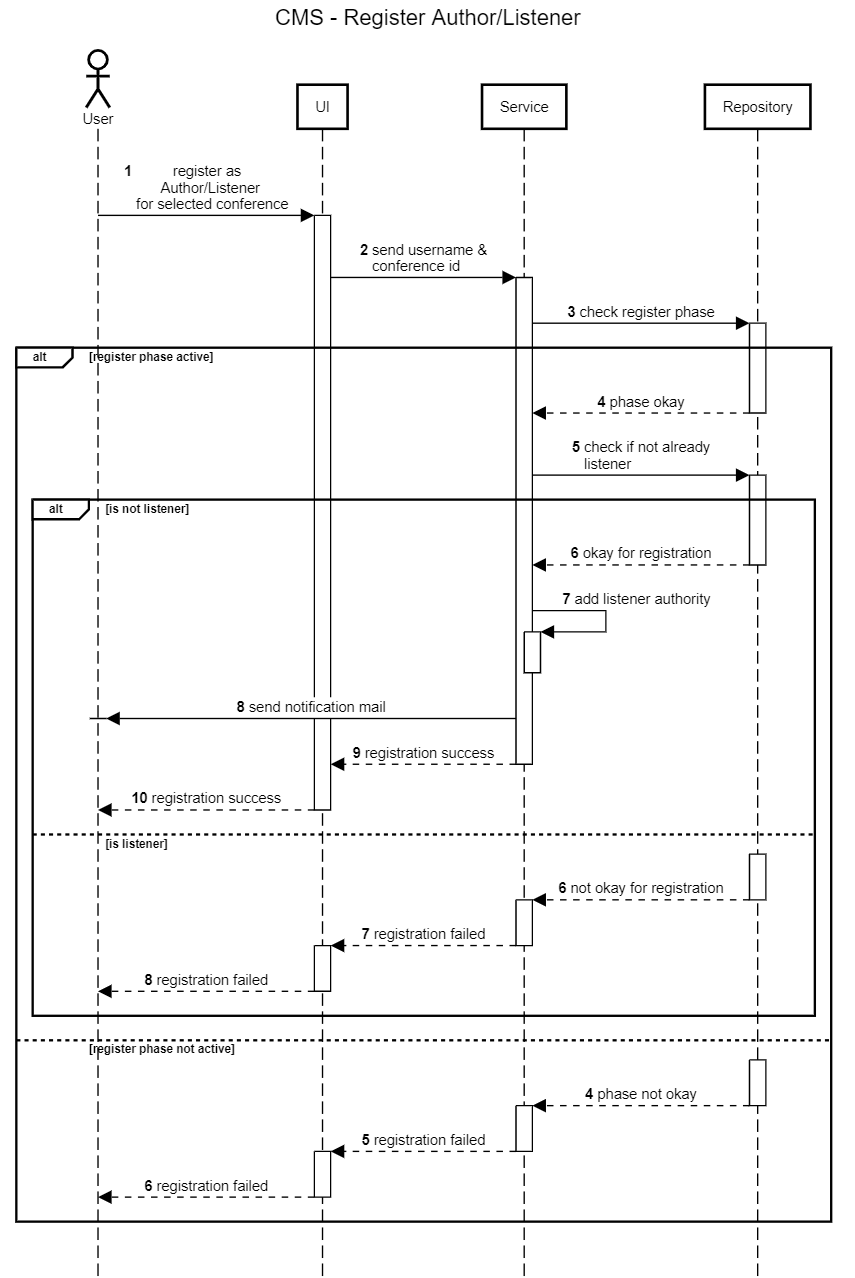 CMS - Register Author/Listener
User
UI
Service
Repository
1 register as
Author/Listener
for selected conference
2 send username &
conference id
3 check register phase
alt
[register phase active]
4 phase okay
5 check if not already
listener
alt
[is not listener]
6 okay for registration
7 add listener authority
8 send notification mail
9 registration success
10 registration success
[is listener]
6 not okay for registration
7 registration failed
8 registration failed
[register phase not active]
4 phase not okay
5 registration failed
6 registration failed